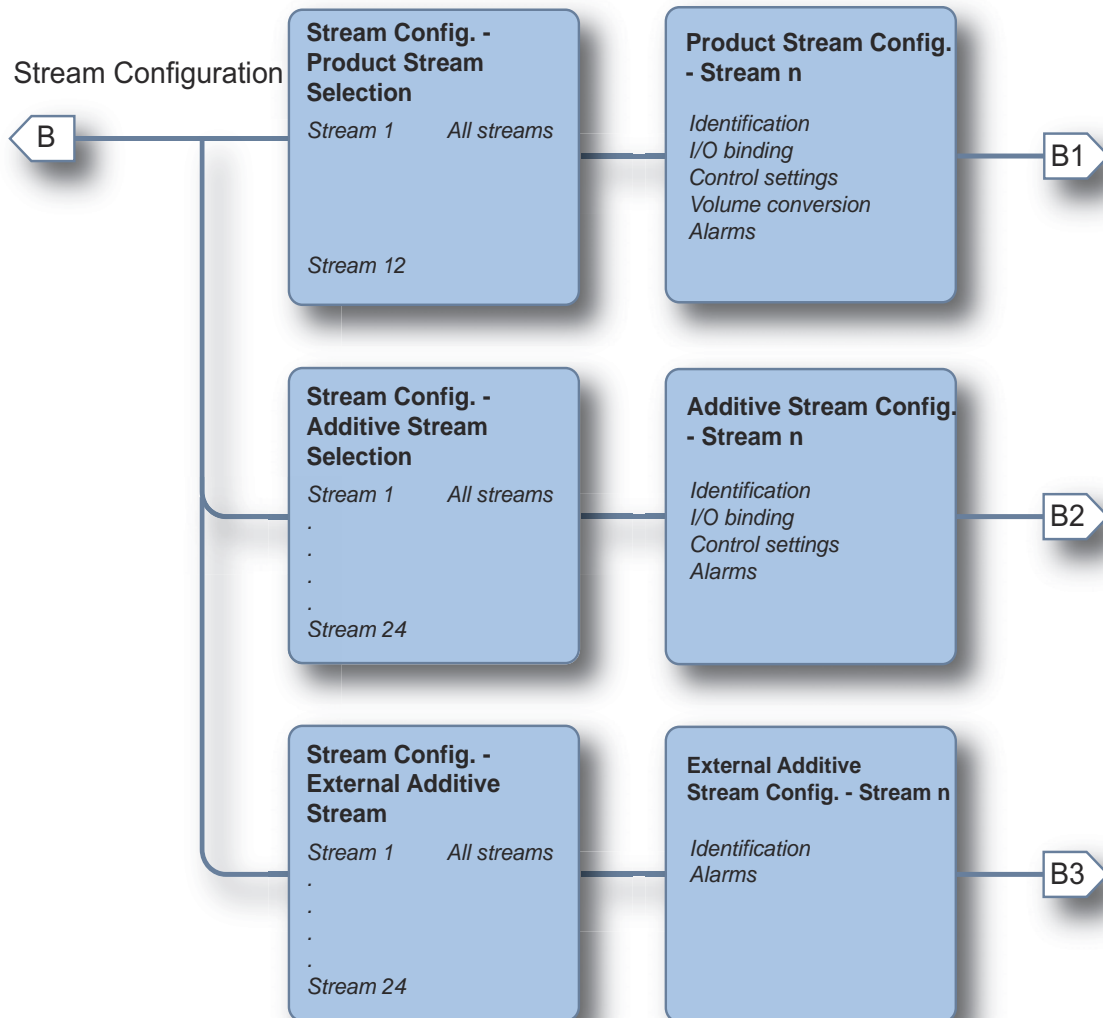 Stream Configuration
B
Stream Config. -
Product Stream
Selection
Stream 1 All streams
Stream 12
Product Stream Config.
- Stream n
Identification
I/O binding
Control settings
Volume conversion
Alarms
B1
Stream Config. -
Additive Stream
Selection
Stream 1 All streams
.
.
.
.
Stream 24
Additive Stream Config.
- Stream n
Identification
I/O binding
Control settings
Alarms
B2
Stream Config. -
External Additive
Stream
Stream 1 All streams
.
.
.
.
Stream 24
External Additive
Stream Config. - Stream n
Identification
Alarms
B3